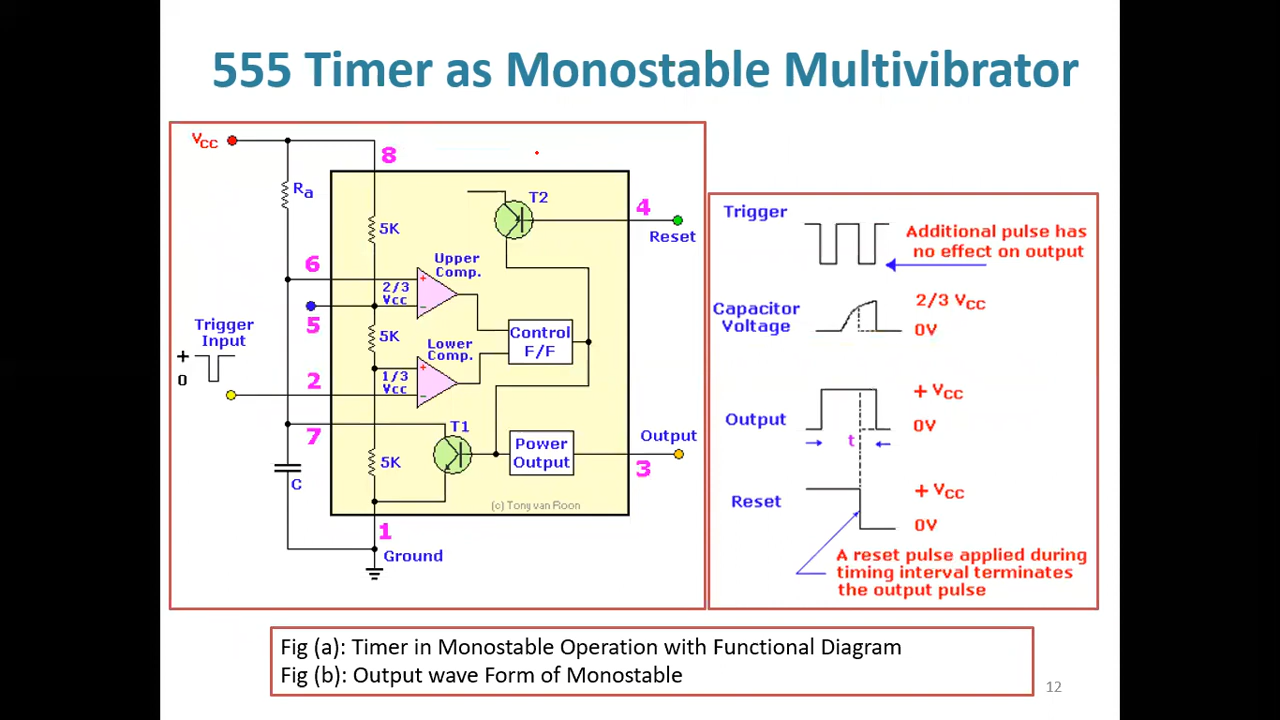 555 Timer as Monostable Multivibrator
VCC
8
Ra
5K
T2
4
Reset
6
Upper
Comp.
+
2/3
Vcc
-
5
Trigger
Input
+
0
5K
Control
F/F
Lower
Comp.
+
1/3
Vcc
-
2
7
T1
5K
Power
Output
Output
3
C
(c) Tony van Roon
1
Ground
Trigger
Additional pulse has
no effect on output
Capacitor
Voltage
2/3 VCC
0V
Output
+ VCC
0V
t
Reset
+ VCC
0V
A reset pulse applied during
timing interval terminates
the output pulse
Fig (a): Timer in Monostable Operation with Functional Diagram
Fig (b): Output wave Form of Monostable
12